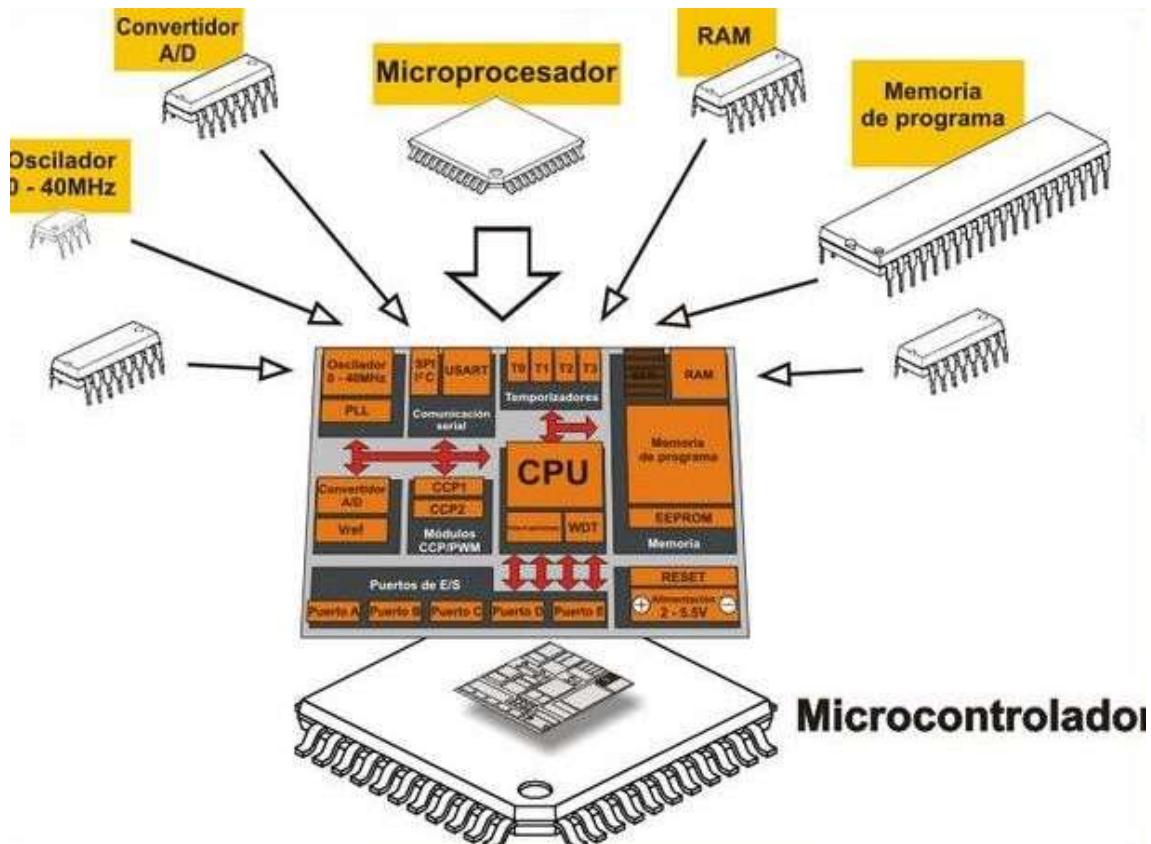 Convertidor
A/D
Microprocesador
RAM
Memoria
de programa
Oscilador
0 - 40MHz
Oscilador
0 - 40MHz
PLL
SPI
I²C
USART
Comunicación
serial
T0 T1 T2 T3
Temporizadores
RAM
Memoria
de programa
EEPROM
Memoria
CPU
WDT
Convertidor
A/D
Vref
CCP1
CCP2
Módulos
CCP/PWM
Puertos de E/S
Puerto A Puerto B Puerto C Puerto D Puerto E
RESET
+ Alimentación -
2 - 5.5V
Microcontrolador